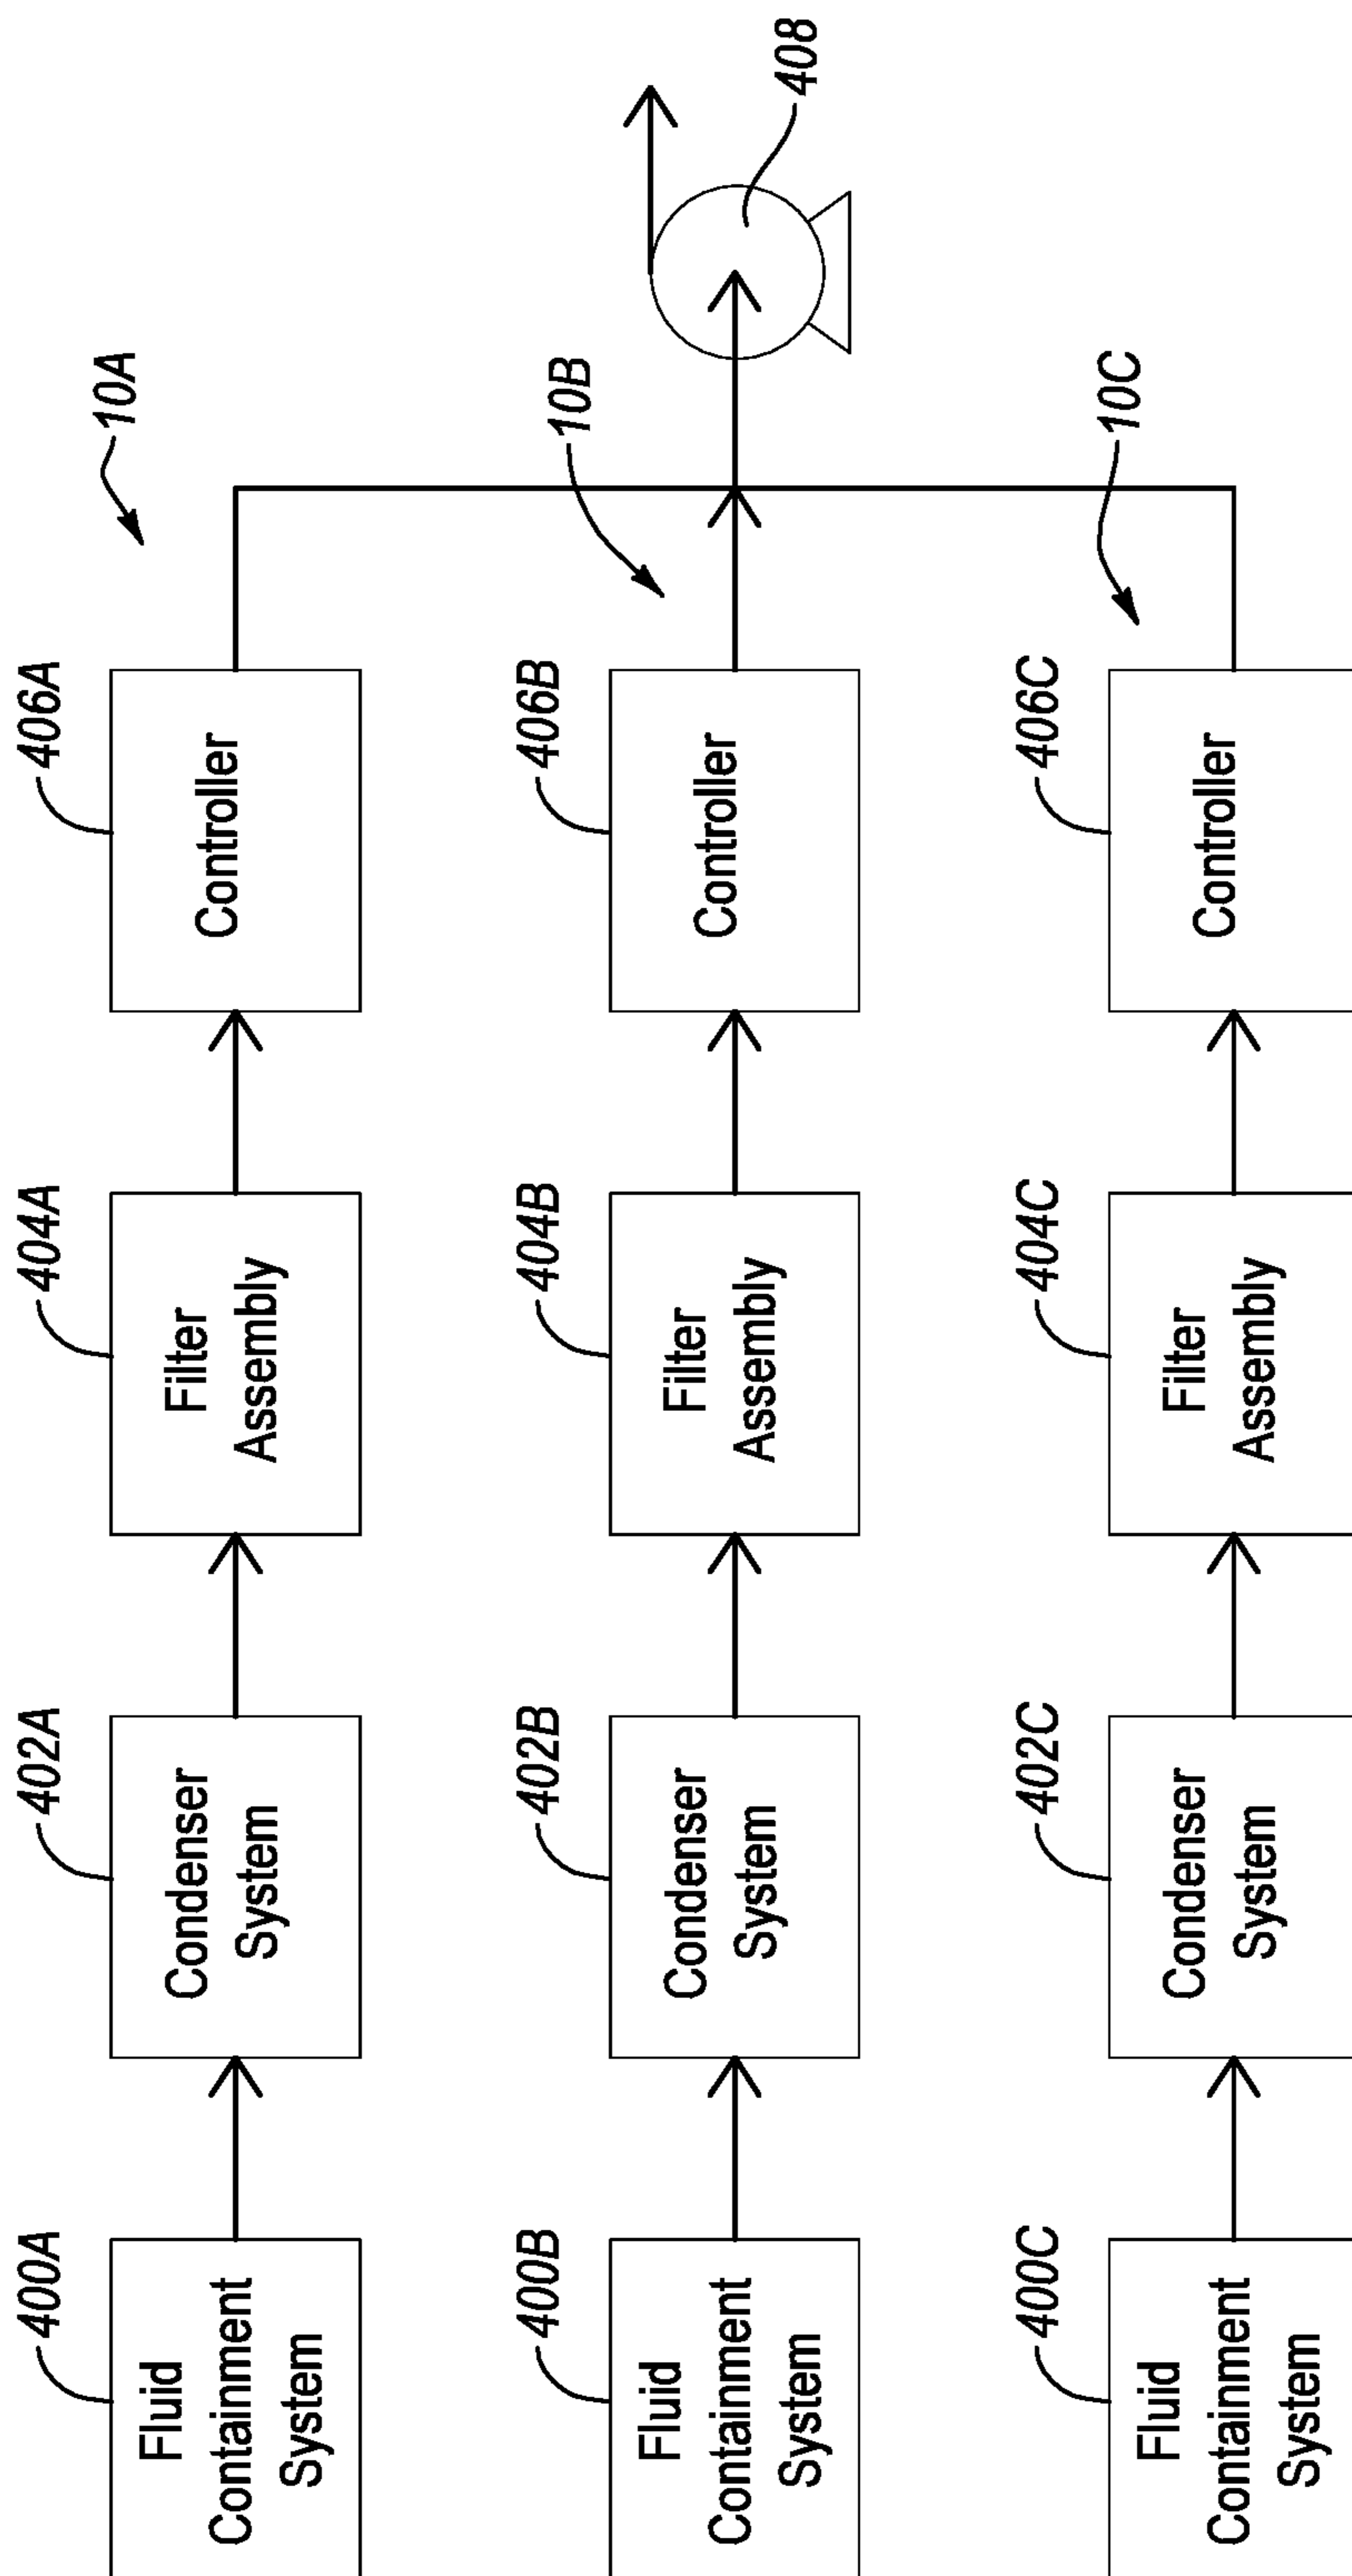 10A
400A
402A
404A
406A
Fluid
Containment
System
Condenser
System
Filter
Assembly
Controller
408
10B
400B
402B
404B
406B
Fluid
Containment
System
Condenser
System
Filter
Assembly
Controller
10C
400C
402C
404C
406C
Fluid
Containment
System
Condenser
System
Filter
Assembly
Controller